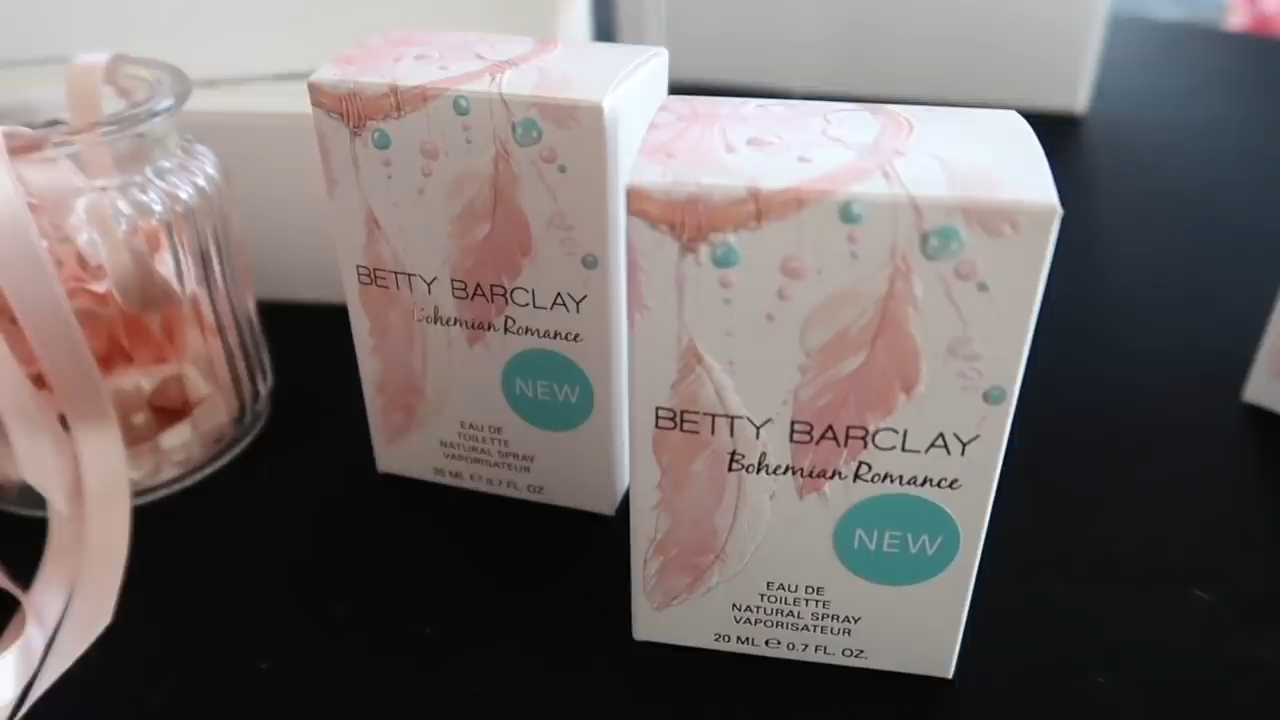 BETTY BARCLAY
Bohemian Romance
NEW
EAU DE
TOILETTE
NATURAL SPRAY
VAPORISATEUR
20 ML ℮ 0.7 FL. OZ.
BETTY BARCLAY
Bohemian Romance
NEW
EAU DE
TOILETTE
NATURAL SPRAY
VAPORISATEUR
20 ML ℮ 0.7 FL. OZ.